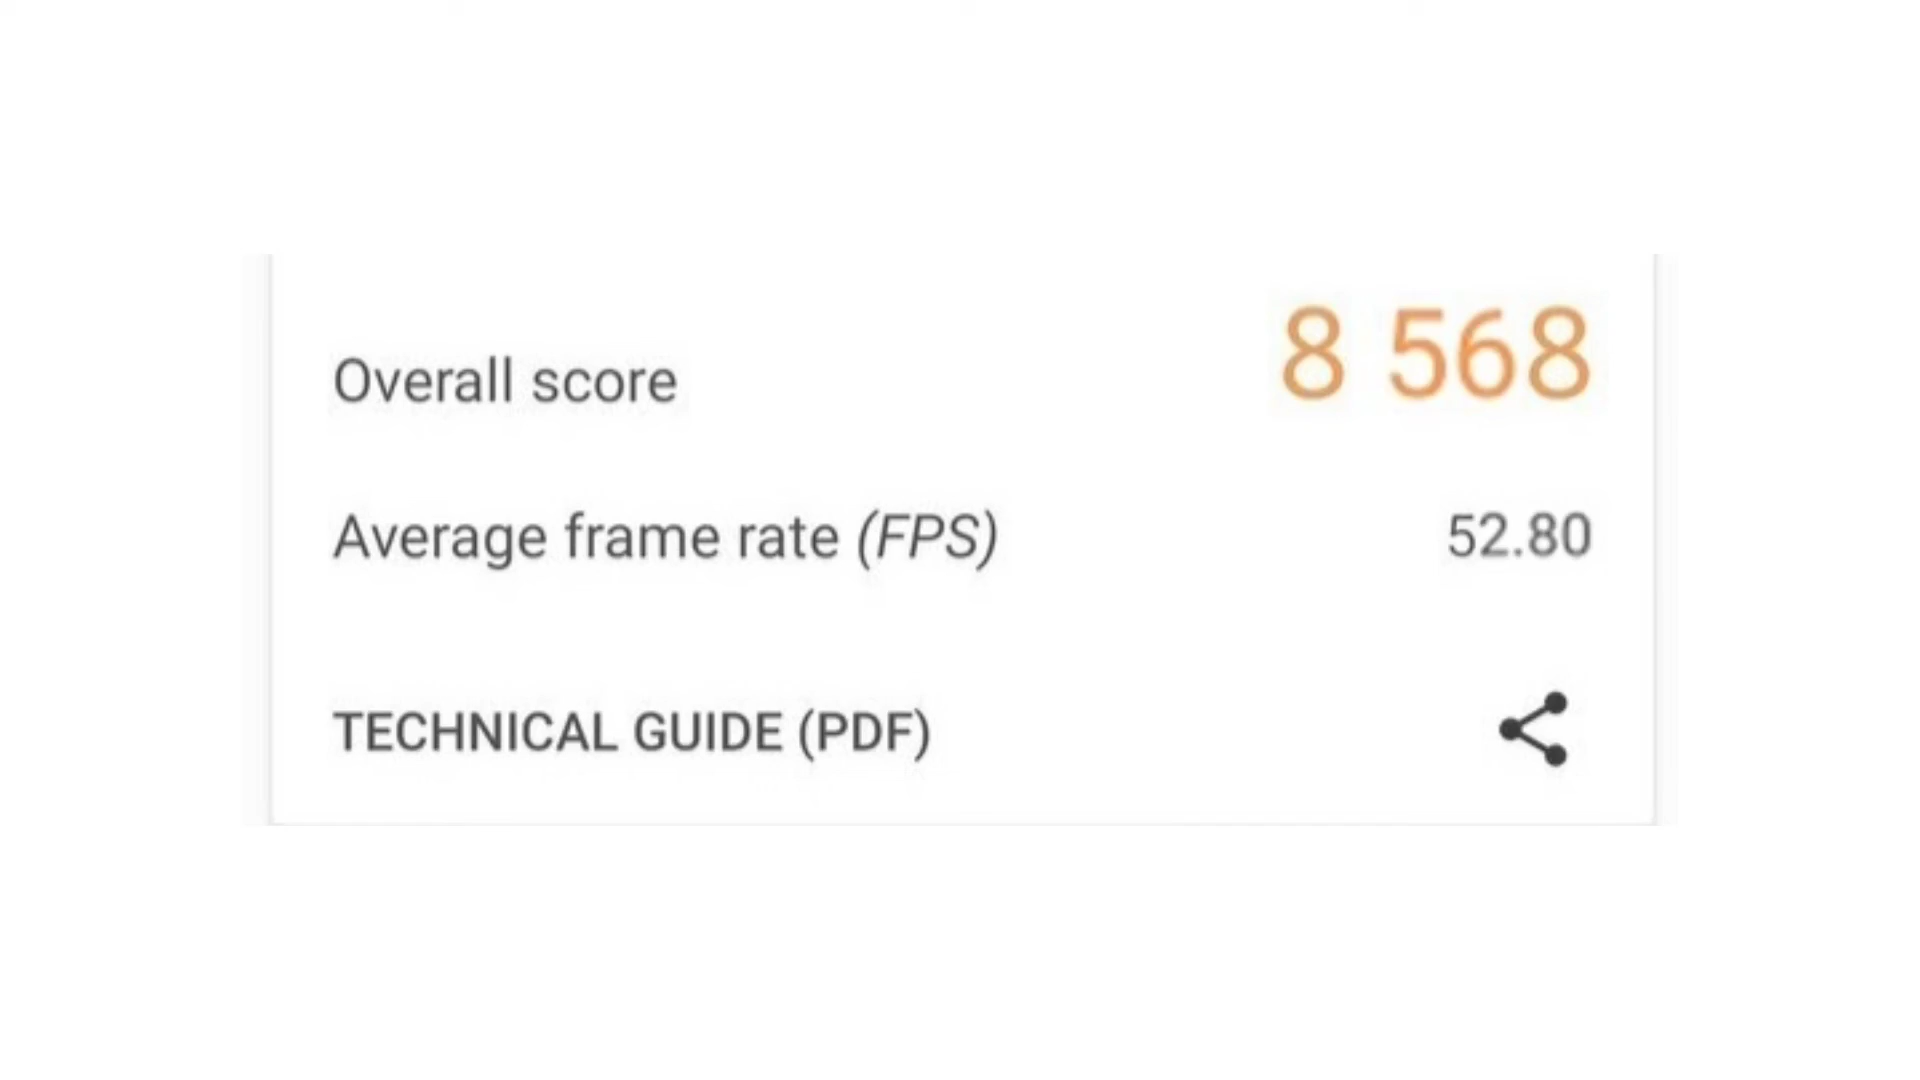 Overall score 8 568
Average frame rate (FPS) 52.80
TECHNICAL GUIDE (PDF)